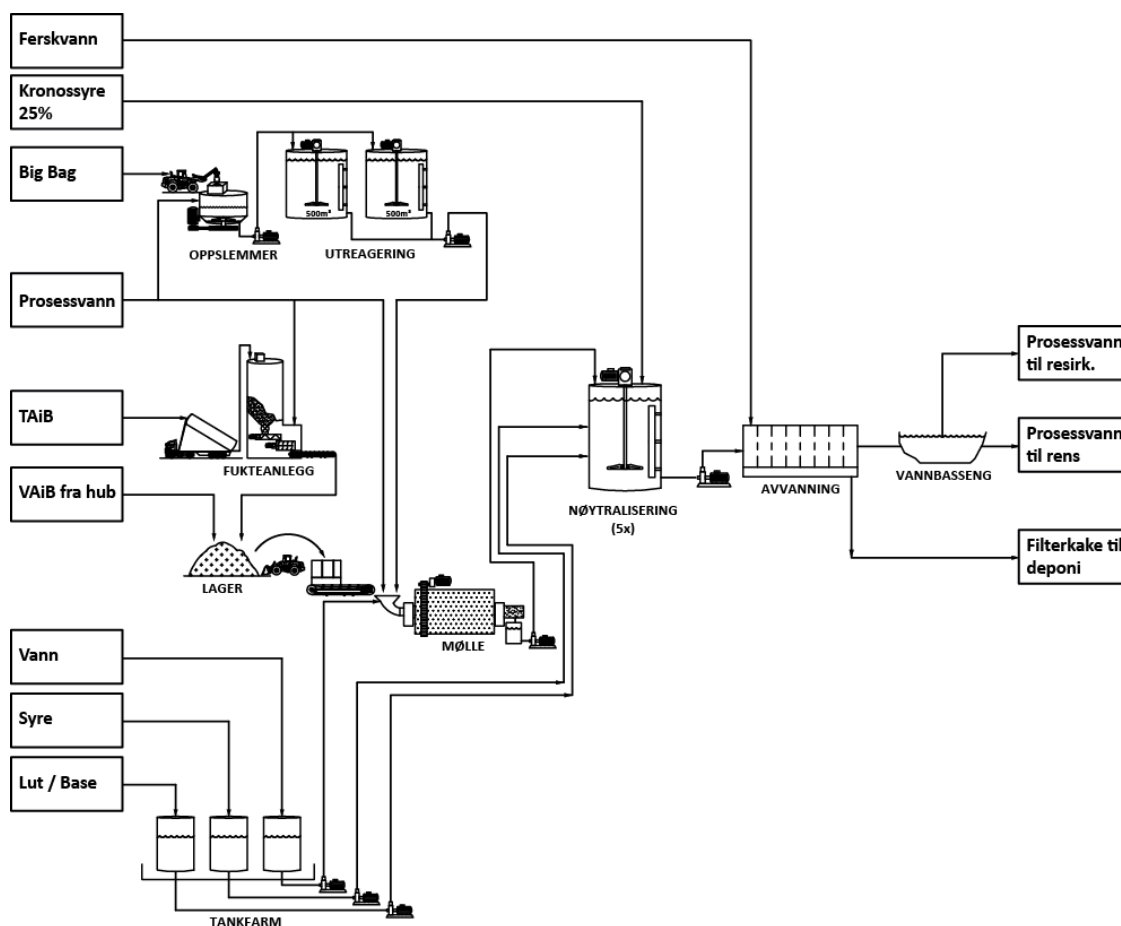 Ferskvann
Kronossyre
25%
Big Bag
500m³
500m³
OPPSLEMMER
UTREAGERING
Prosessvann
TAiB
FUKTEANLEGG
VAiB fra hub
LAGER
MØLLE
NØYTRALISERING
(5x)
AVVANNING
VANNBASSENG
Prosessvann
til resirk.
Prosessvann
til rens
Filterkake til
deponi
Vann
Syre
Lut / Base
TANKFARM